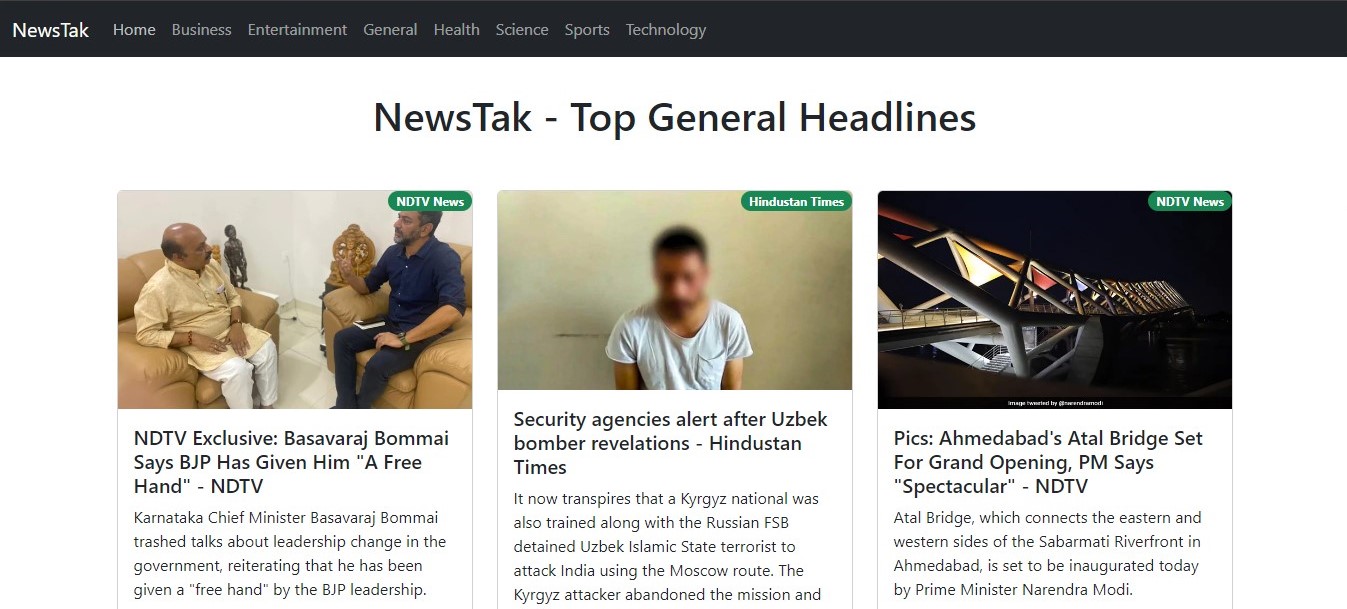 NewsTak Home Business Entertainment General Health Science Sports Technology
NewsTak - Top General Headlines
NDTV News
NDTV Exclusive: Basavaraj Bommai
Says BJP Has Given Him "A Free
Hand" - NDTV
Karnataka Chief Minister Basavaraj Bommai
trashed talks about leadership change in the
government, reiterating that he has been
given a "free hand" by the BJP leadership.
Hindustan Times
Security agencies alert after Uzbek
bomber revelations - Hindustan
Times
It now transpires that a Kyrgyz national was
also trained along with the Russian FSB
detained Uzbek Islamic State terrorist to
attack India using the Moscow route. The
Kyrgyz attacker abandoned the mission and
NDTV News
Image tweeted by @narendramodi
Pics: Ahmedabad's Atal Bridge Set
For Grand Opening, PM Says
"Spectacular" - NDTV
Atal Bridge, which connects the eastern and
western sides of the Sabarmati Riverfront in
Ahmedabad, is set to be inaugurated today
by Prime Minister Narendra Modi.